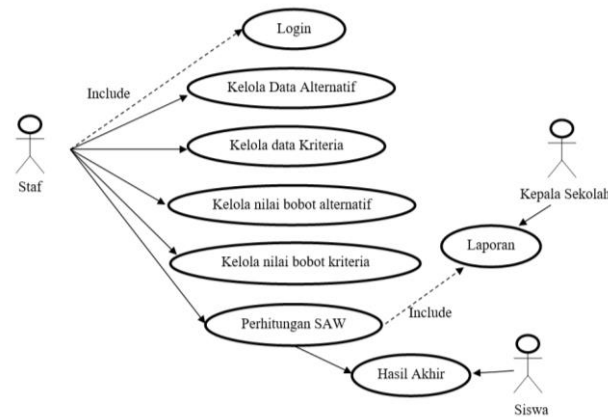 Login
Include
Kelola Data Alternatif
Kelola data Kriteria
Staf
Kepala Sekolah
Kelola nilai bobot alternatif
Laporan
Kelola nilai bobot kriteria
Include
Perhitungan SAW
Hasil Akhir
Siswa